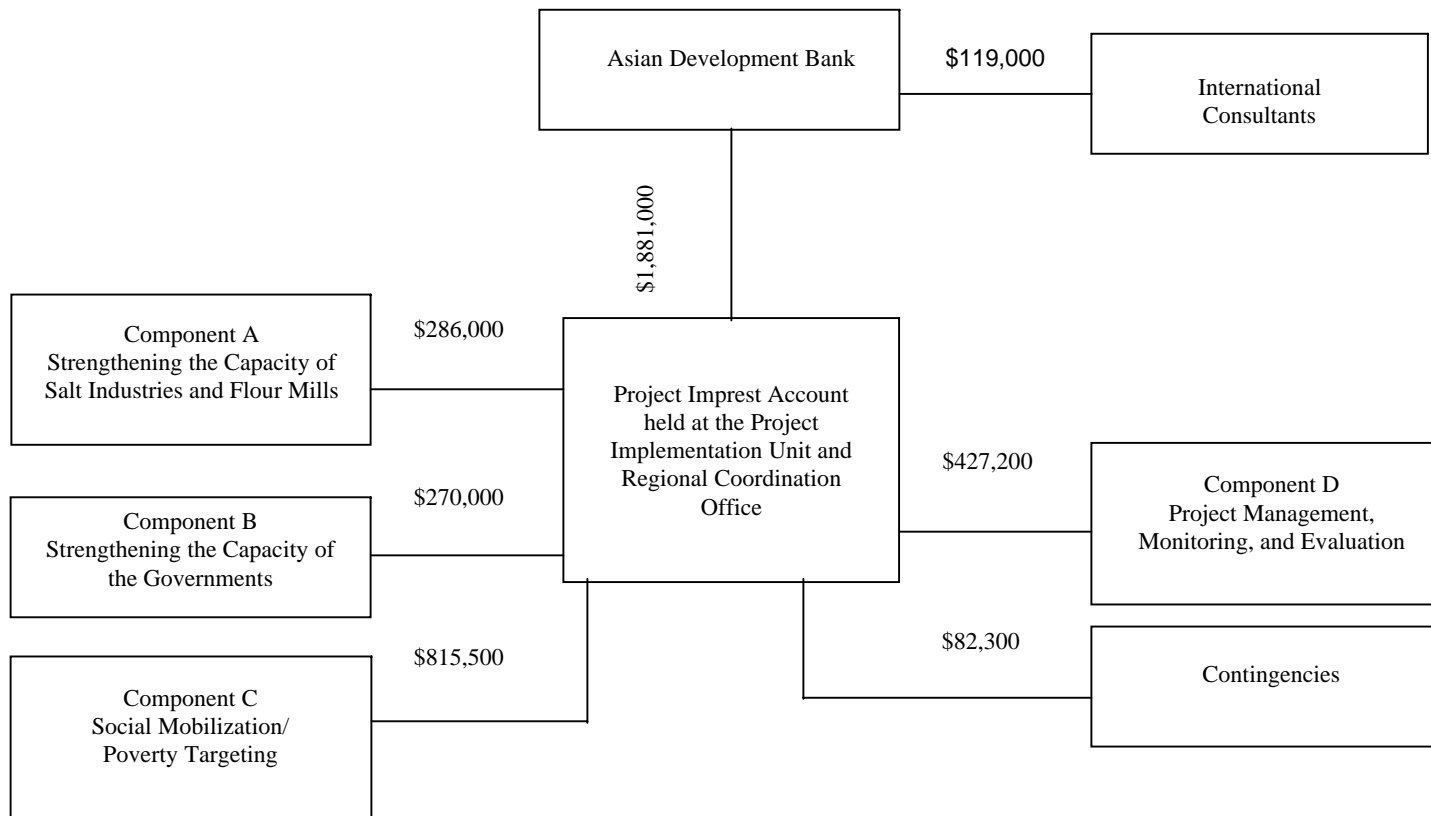 Asian Development Bank
$119,000
International
Consultants
$1,881,000
Component A
Strengthening the Capacity of
Salt Industries and Flour Mills
$286,000
Project Imprest Account
held at the Project
Implementation Unit and
Regional Coordination
Office
$427,200
Component D
Project Management,
Monitoring, and Evaluation
$270,000
Component B
Strengthening the Capacity of
the Governments
$815,500
Component C
Social Mobilization/
Poverty Targeting
$82,300
Contingencies